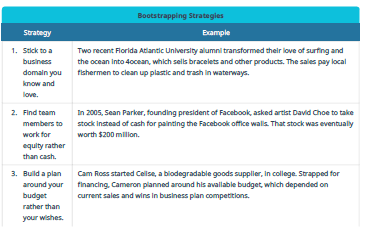 Bootstrapping Strategies
Strategy Example
1. Stick to a
business
domain you
know and
love.
Two recent Florida Atlantic University alumni transformed their love of surfing and
the ocean into 4ocean, which sells bracelets and other products. The sales pay local
fishermen to clean up plastic and trash in waterways.
2. Find team
members to
work for
equity rather
than cash.
In 2005, Sean Parker, founding president of Facebook, asked artist David Choe to take
stock instead of cash for painting the Facebook office walls. That stock was eventually
worth $200 million.
3. Build a plan
around your
budget
rather than
your wishes.
Cam Ross started Celise, a biodegradable goods supplier, in college. Strapped for
financing, Cameron planned around his available budget, which depended on
current sales and wins in business plan competitions.